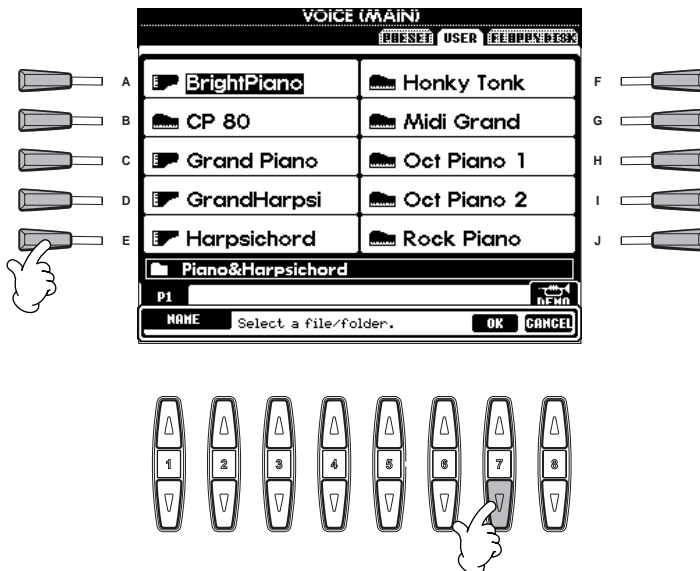 VOICE (MAIN)
PRESET USER FLOPPY DISK
A BrightPiano Honky Tonk F
B CP 80 Midi Grand G
C Grand Piano Oct Piano 1 H
D GrandHarpsi Oct Piano 2 I
E Harpsichord Rock Piano J
Piano&Harpsichord
P1 DEMO
NAME Select a file/folder. OK CANCEL
1 2 3 4 5 6 7 8